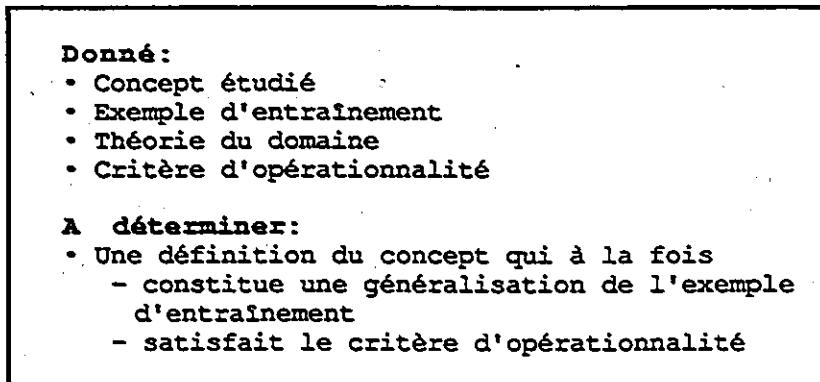 Donné:
• Concept étudié
• Exemple d'entraînement
• Théorie du domaine
• Critère d'opérationnalité
A déterminer:
• Une définition du concept qui à la fois
– constitue une généralisation de l'exemple
d'entraînement
– satisfait le critère d'opérationnalité